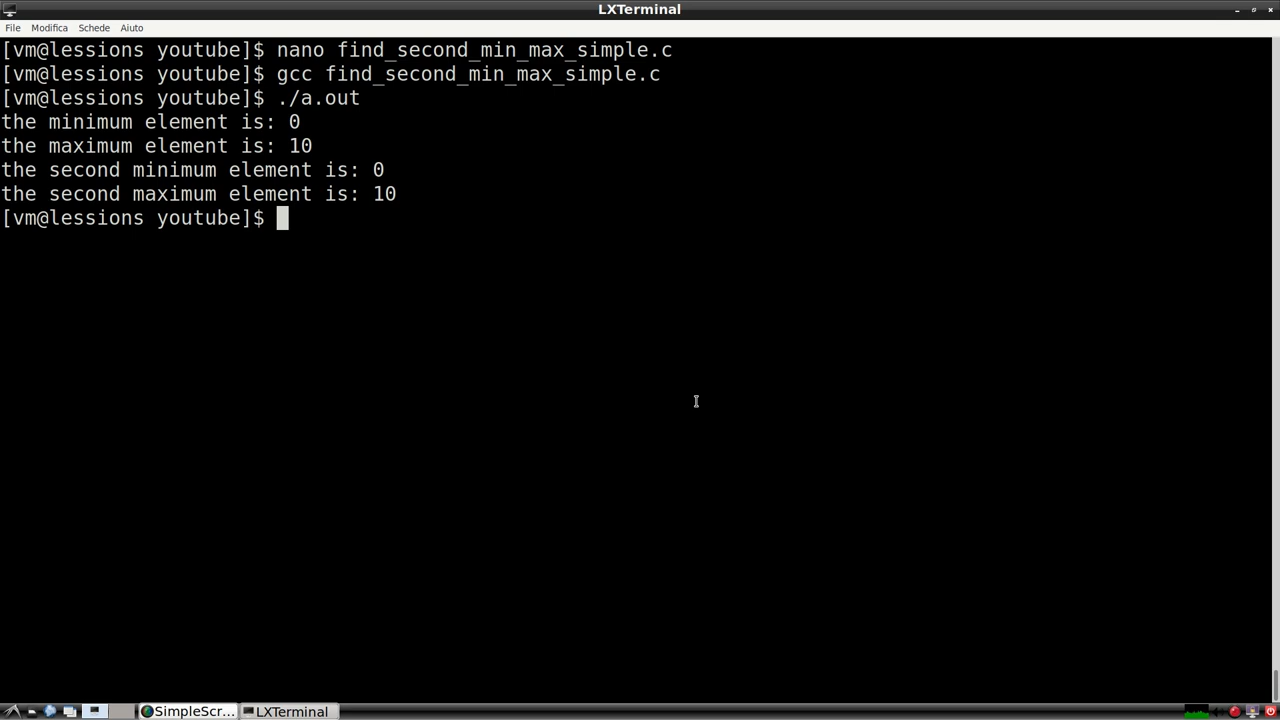 LXTerminal
File Modifica Schede Aiuto
[vm@lessions youtube]$ nano find_second_min_max_simple.c
[vm@lessions youtube]$ gcc find_second_min_max_simple.c
[vm@lessions youtube]$ ./a.out
the minimum element is: 0
the maximum element is: 10
the second minimum element is: 0
the second maximum element is: 10
[vm@lessions youtube]$
SimpleScr... LXTerminal